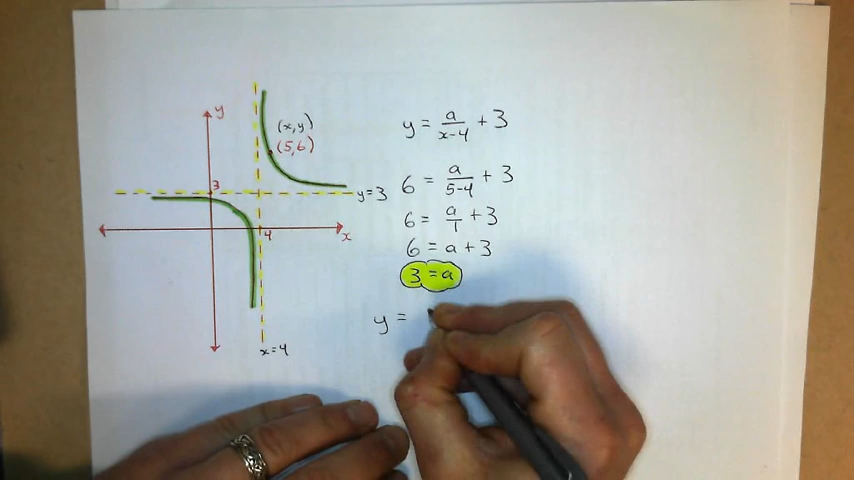 y
(x,y)
(5,6)
3
y=3
4
x
x=4
y = a/x-4 + 3
6 = a/5-4 + 3
6 = a/1 + 3
6 = a + 3
3 = a
y =